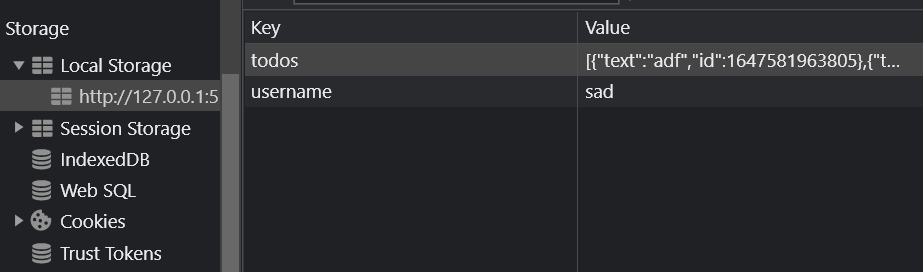 Storage
Local Storage
http://127.0.0.1:5
Session Storage
IndexedDB
Web SQL
Cookies
Trust Tokens
Key Value
todos [{"text":"adf","id":1647581963805},{"t...
username sad